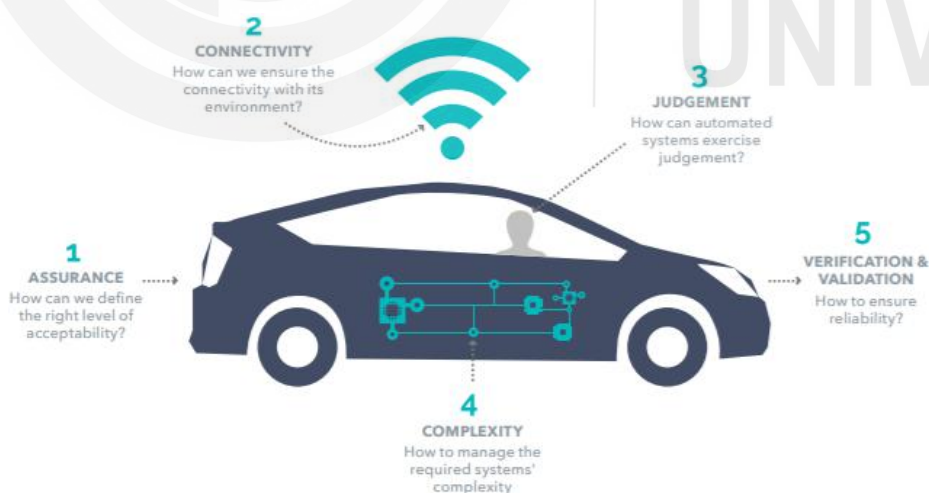 UNIV
2
CONNECTIVITY
How can we ensure the
connectivity with its
environment?
3
JUDGEMENT
How can automated
systems exercise
judgement?
1
ASSURANCE
How can we define
the right level of
acceptability?
5
VERIFICATION &
VALIDATION
How to ensure
reliability?
4
COMPLEXITY
How to manage the
required systems'
complexity